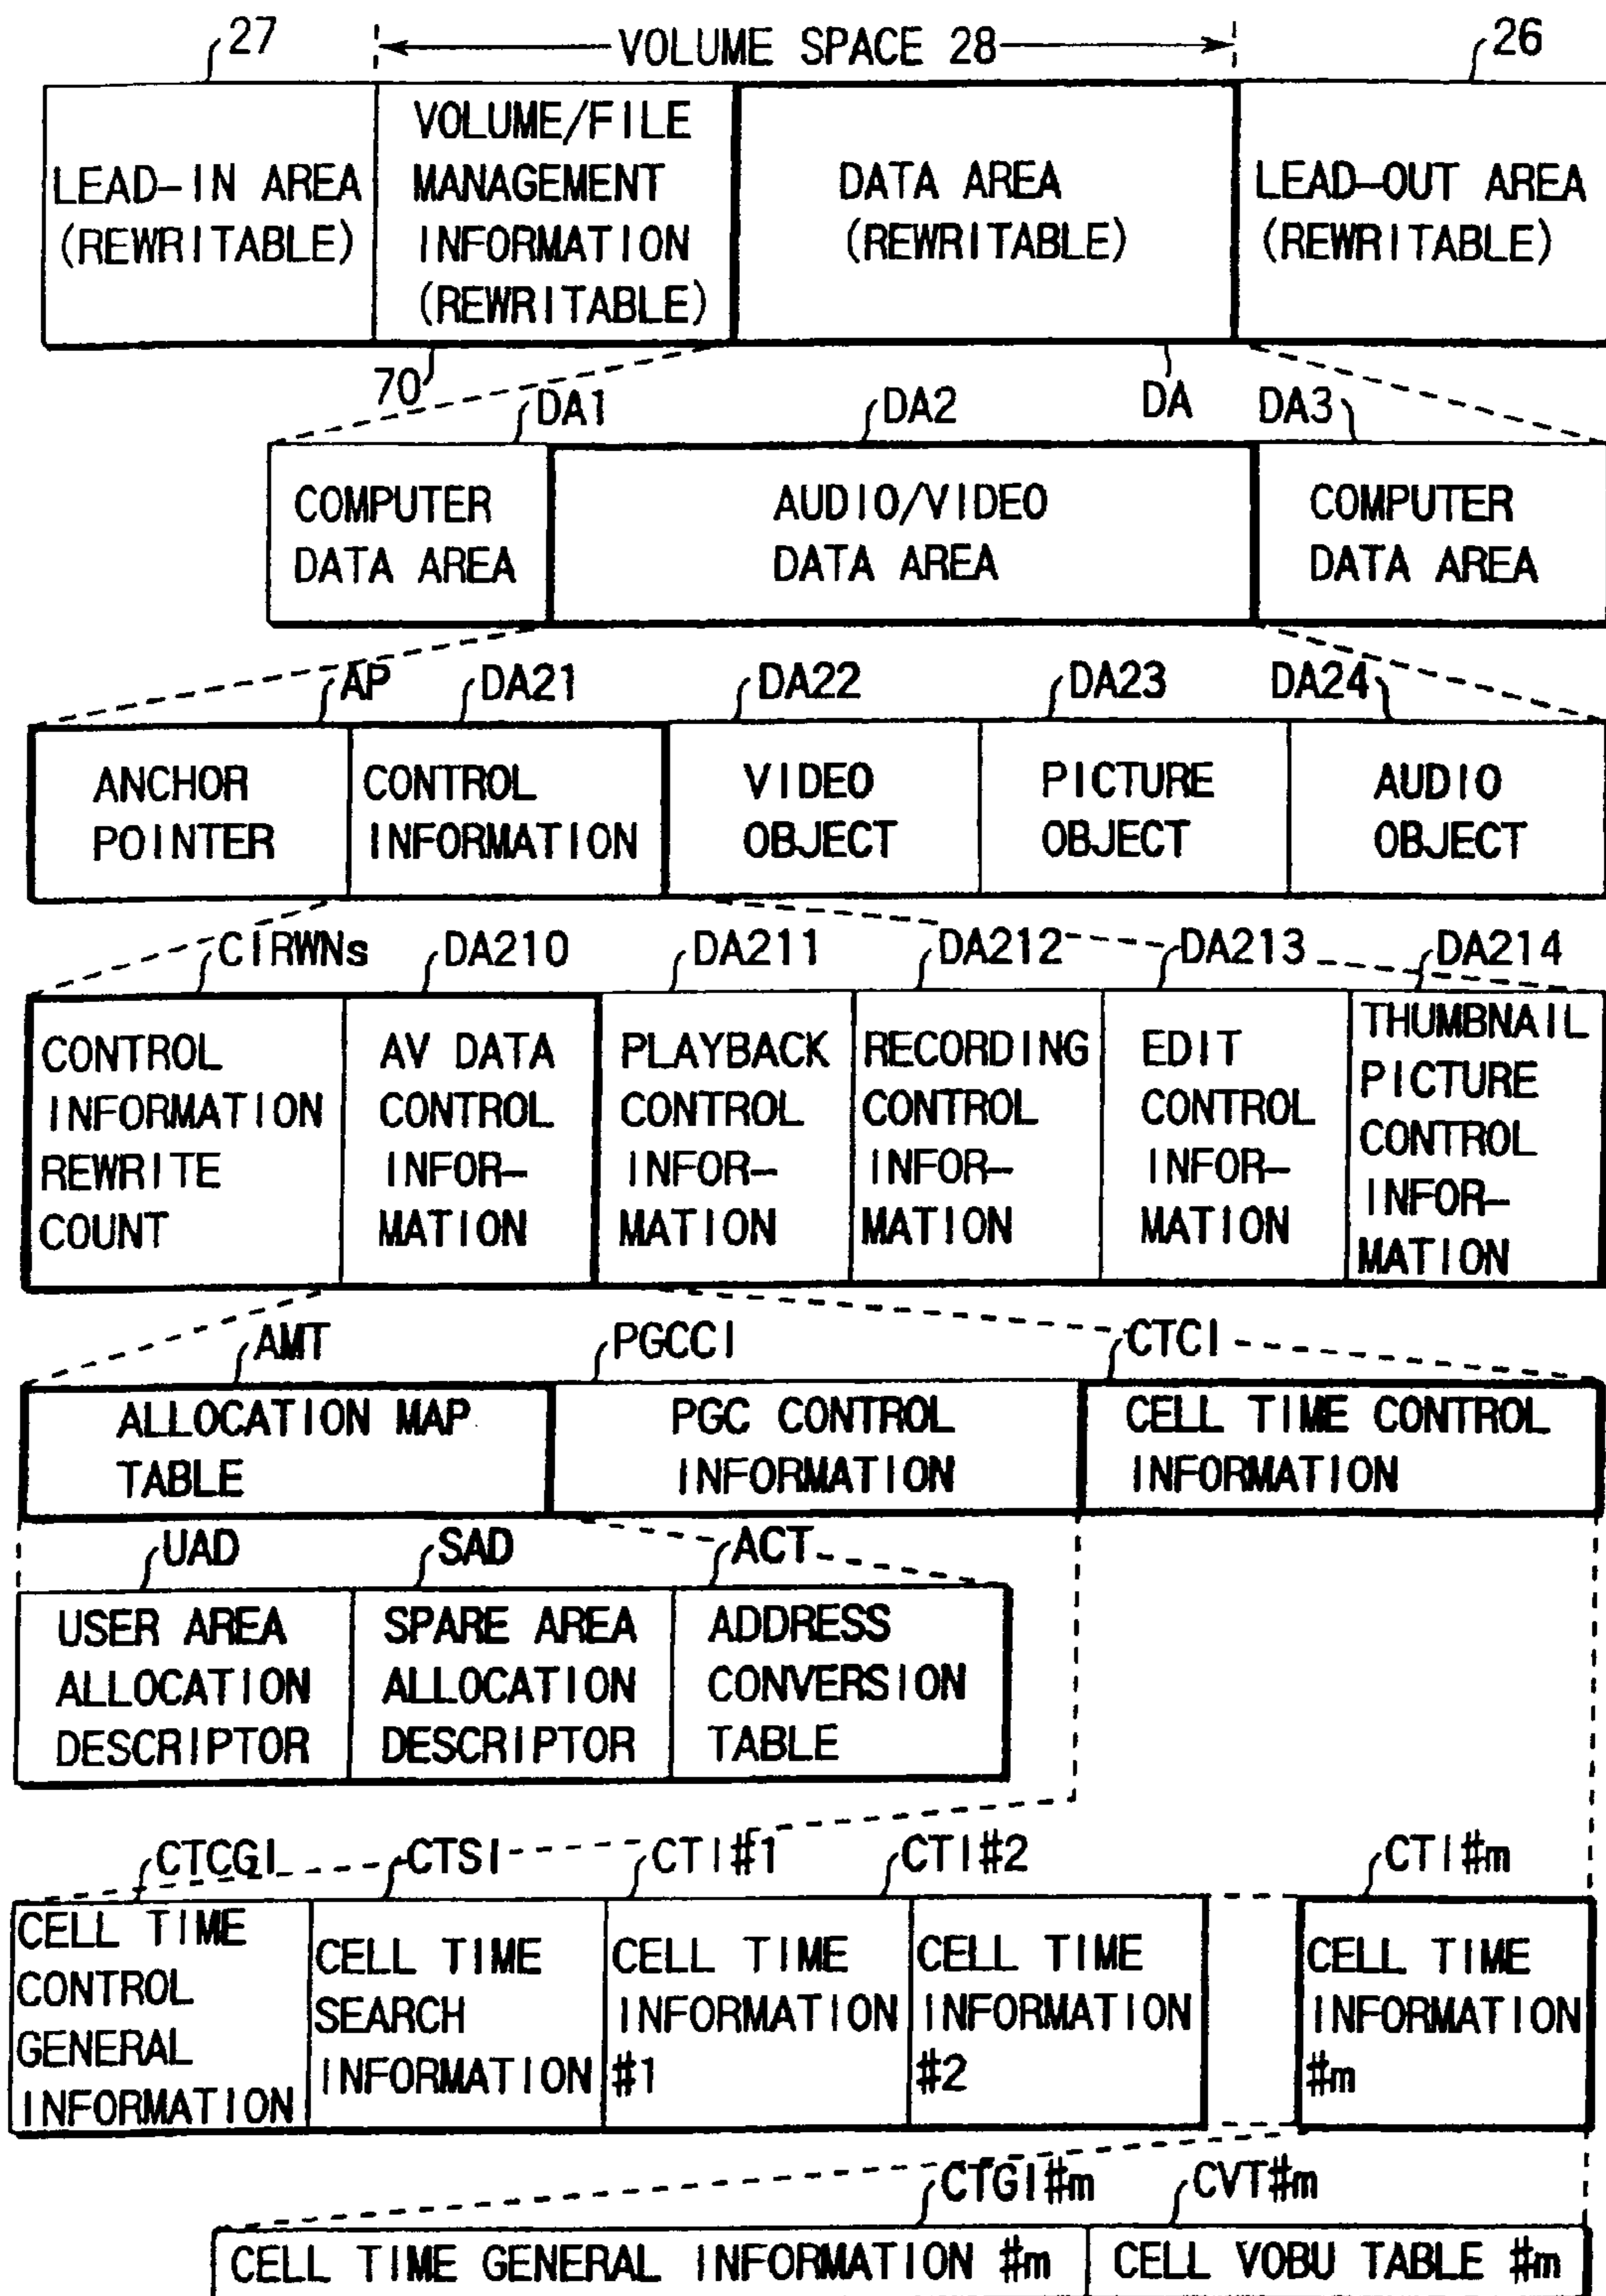 27
VOLUME SPACE 28
26
LEAD-IN AREA
(REWRITABLE)
VOLUME/FILE
MANAGEMENT
INFORMATION
(REWRITABLE)
DATA AREA
(REWRITABLE)
LEAD-OUT AREA
(REWRITABLE)
70
DA
DA1
DA2
DA3
COMPUTER
DATA AREA
AUDIO/VIDEO
DATA AREA
COMPUTER
DATA AREA
AP
DA21
DA22
DA23
DA24
ANCHOR
POINTER
CONTROL
INFORMATION
VIDEO
OBJECT
PICTURE
OBJECT
AUDIO
OBJECT
CIRWNs
DA210
DA211
DA212
DA213
DA214
CONTROL
INFORMATION
REWRITE
COUNT
AV DATA
CONTROL
INFOR-
MATION
PLAYBACK
CONTROL
INFOR-
MATION
RECORDING
CONTROL
INFOR-
MATION
EDIT
CONTROL
INFOR-
MATION
THUMBNAIL
PICTURE
CONTROL
INFOR-
MATION
AMT
PGCCI
CTCI
ALLOCATION MAP
TABLE
PGC CONTROL
INFORMATION
CELL TIME CONTROL
INFORMATION
UAD
SAD
ACT
USER AREA
ALLOCATION
DESCRIPTOR
SPARE AREA
ALLOCATION
DESCRIPTOR
ADDRESS
CONVERSION
TABLE
CTCGI
CTSI
CTI#1
CTI#2
CTI#m
CELL TIME
CONTROL
GENERAL
INFORMATION
CELL TIME
SEARCH
INFORMATION
CELL TIME
INFORMATION
#1
CELL TIME
INFORMATION
#2
CELL TIME
INFORMATION
#m
CTGI#m
CVT#m
CELL TIME GENERAL INFORMATION #m
CELL VOBU TABLE #m